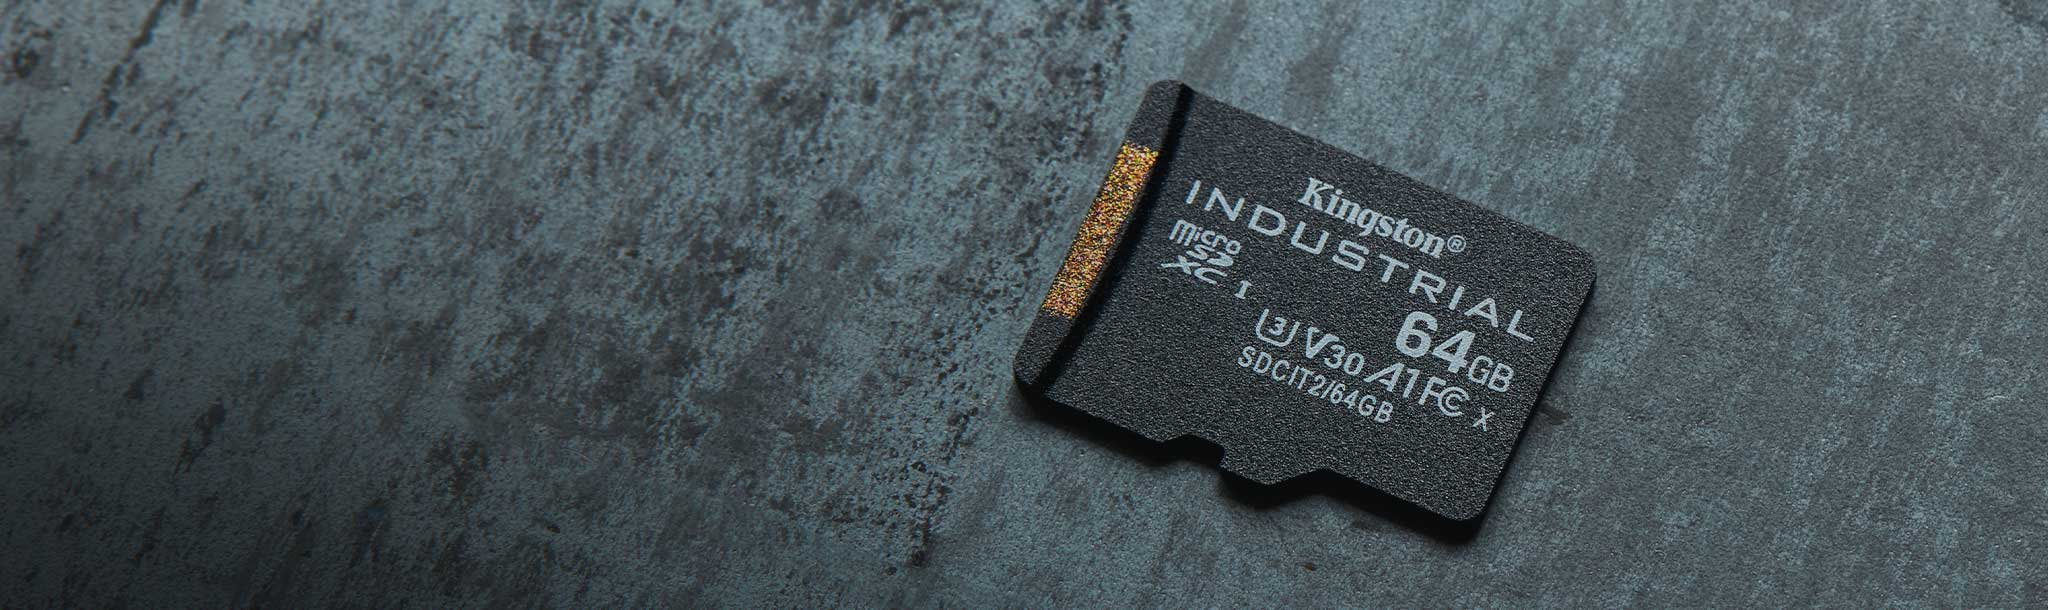 Kingston®
INDUSTRIAL
micro SD XC I
64GB
U3 V30 A1 FC X
SDCIT2/64GB